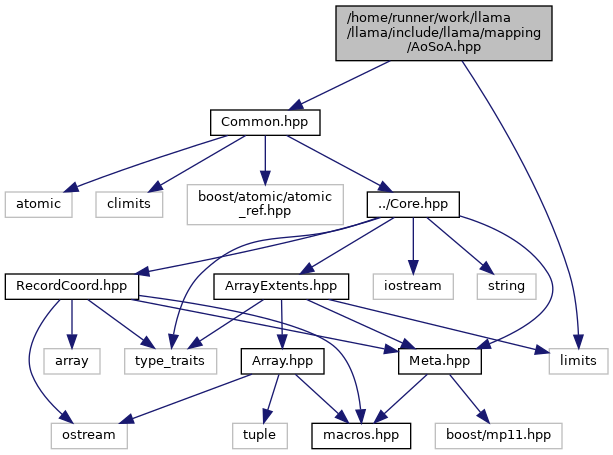 /home/runner/work/llama
/llama/include/llama/mapping
/AoSoA.hpp
Common.hpp
atomic
climits
boost/atomic/atomic
_ref.hpp
../Core.hpp
RecordCoord.hpp
ArrayExtents.hpp
iostream
string
array
type_traits
Array.hpp
Meta.hpp
limits
ostream
tuple
macros.hpp
boost/mp11.hpp